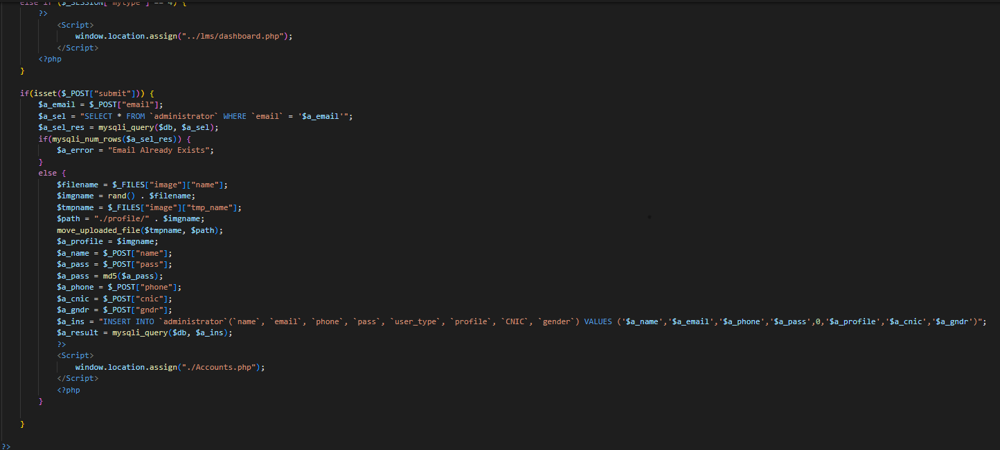 else if ($_SESSION["mytype"] == 4) {
?>
<Script>
window.location.assign("../lms/dashboard.php");
</Script>
<?php
}
if(isset($_POST["submit"])) {
$a_email = $_POST["email"];
$a_sel = "SELECT * FROM `administrator` WHERE `email` = '$a_email'";
$a_sel_res = mysqli_query($db, $a_sel);
if(mysqli_num_rows($a_sel_res)) {
$a_error = "Email Already Exists";
}
else {
$filename = $_FILES["image"]["name"];
$imgname = rand() . $filename;
$tmpname = $_FILES["image"]["tmp_name"];
$path = "./profile/" . $imgname;
move_uploaded_file($tmpname, $path);
$a_profile = $imgname;
$a_name = $_POST["name"];
$a_pass = $_POST["pass"];
$a_pass = md5($a_pass);
$a_phone = $_POST["phone"];
$a_cnic = $_POST["cnic"];
$a_gndr = $_POST["gndr"];
$a_ins = "INSERT INTO `administrator`(`name`, `email`, `phone`, `pass`, `user_type`, `profile`, `CNIC`, `gender`) VALUES ('$a_name','$a_email','$a_phone','$a_pass',0,'$a_profile','$a_cnic','$a_gndr')";
$a_result = mysqli_query($db, $a_ins);
?>
<Script>
window.location.assign("./Accounts.php");
</Script>
<?php
}
}
?>